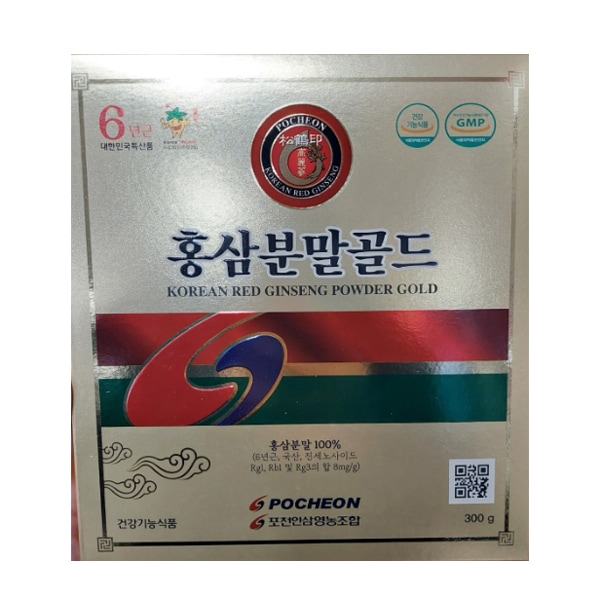 6년근
대한민국특산품
POCHEON
松鶴印
高麗蔘
KOREAN RED GINSENG
건강
기능식품
GMP
홍삼분말골드
KOREAN RED GINSENG POWDER GOLD
홍삼분말 100%
(6년근, 국산, 진세노사이드
Rg1, Rb1 및 Rg3의 합 8mg/g)
POCHEON
포천인삼영농조합
건강기능식품
300 g